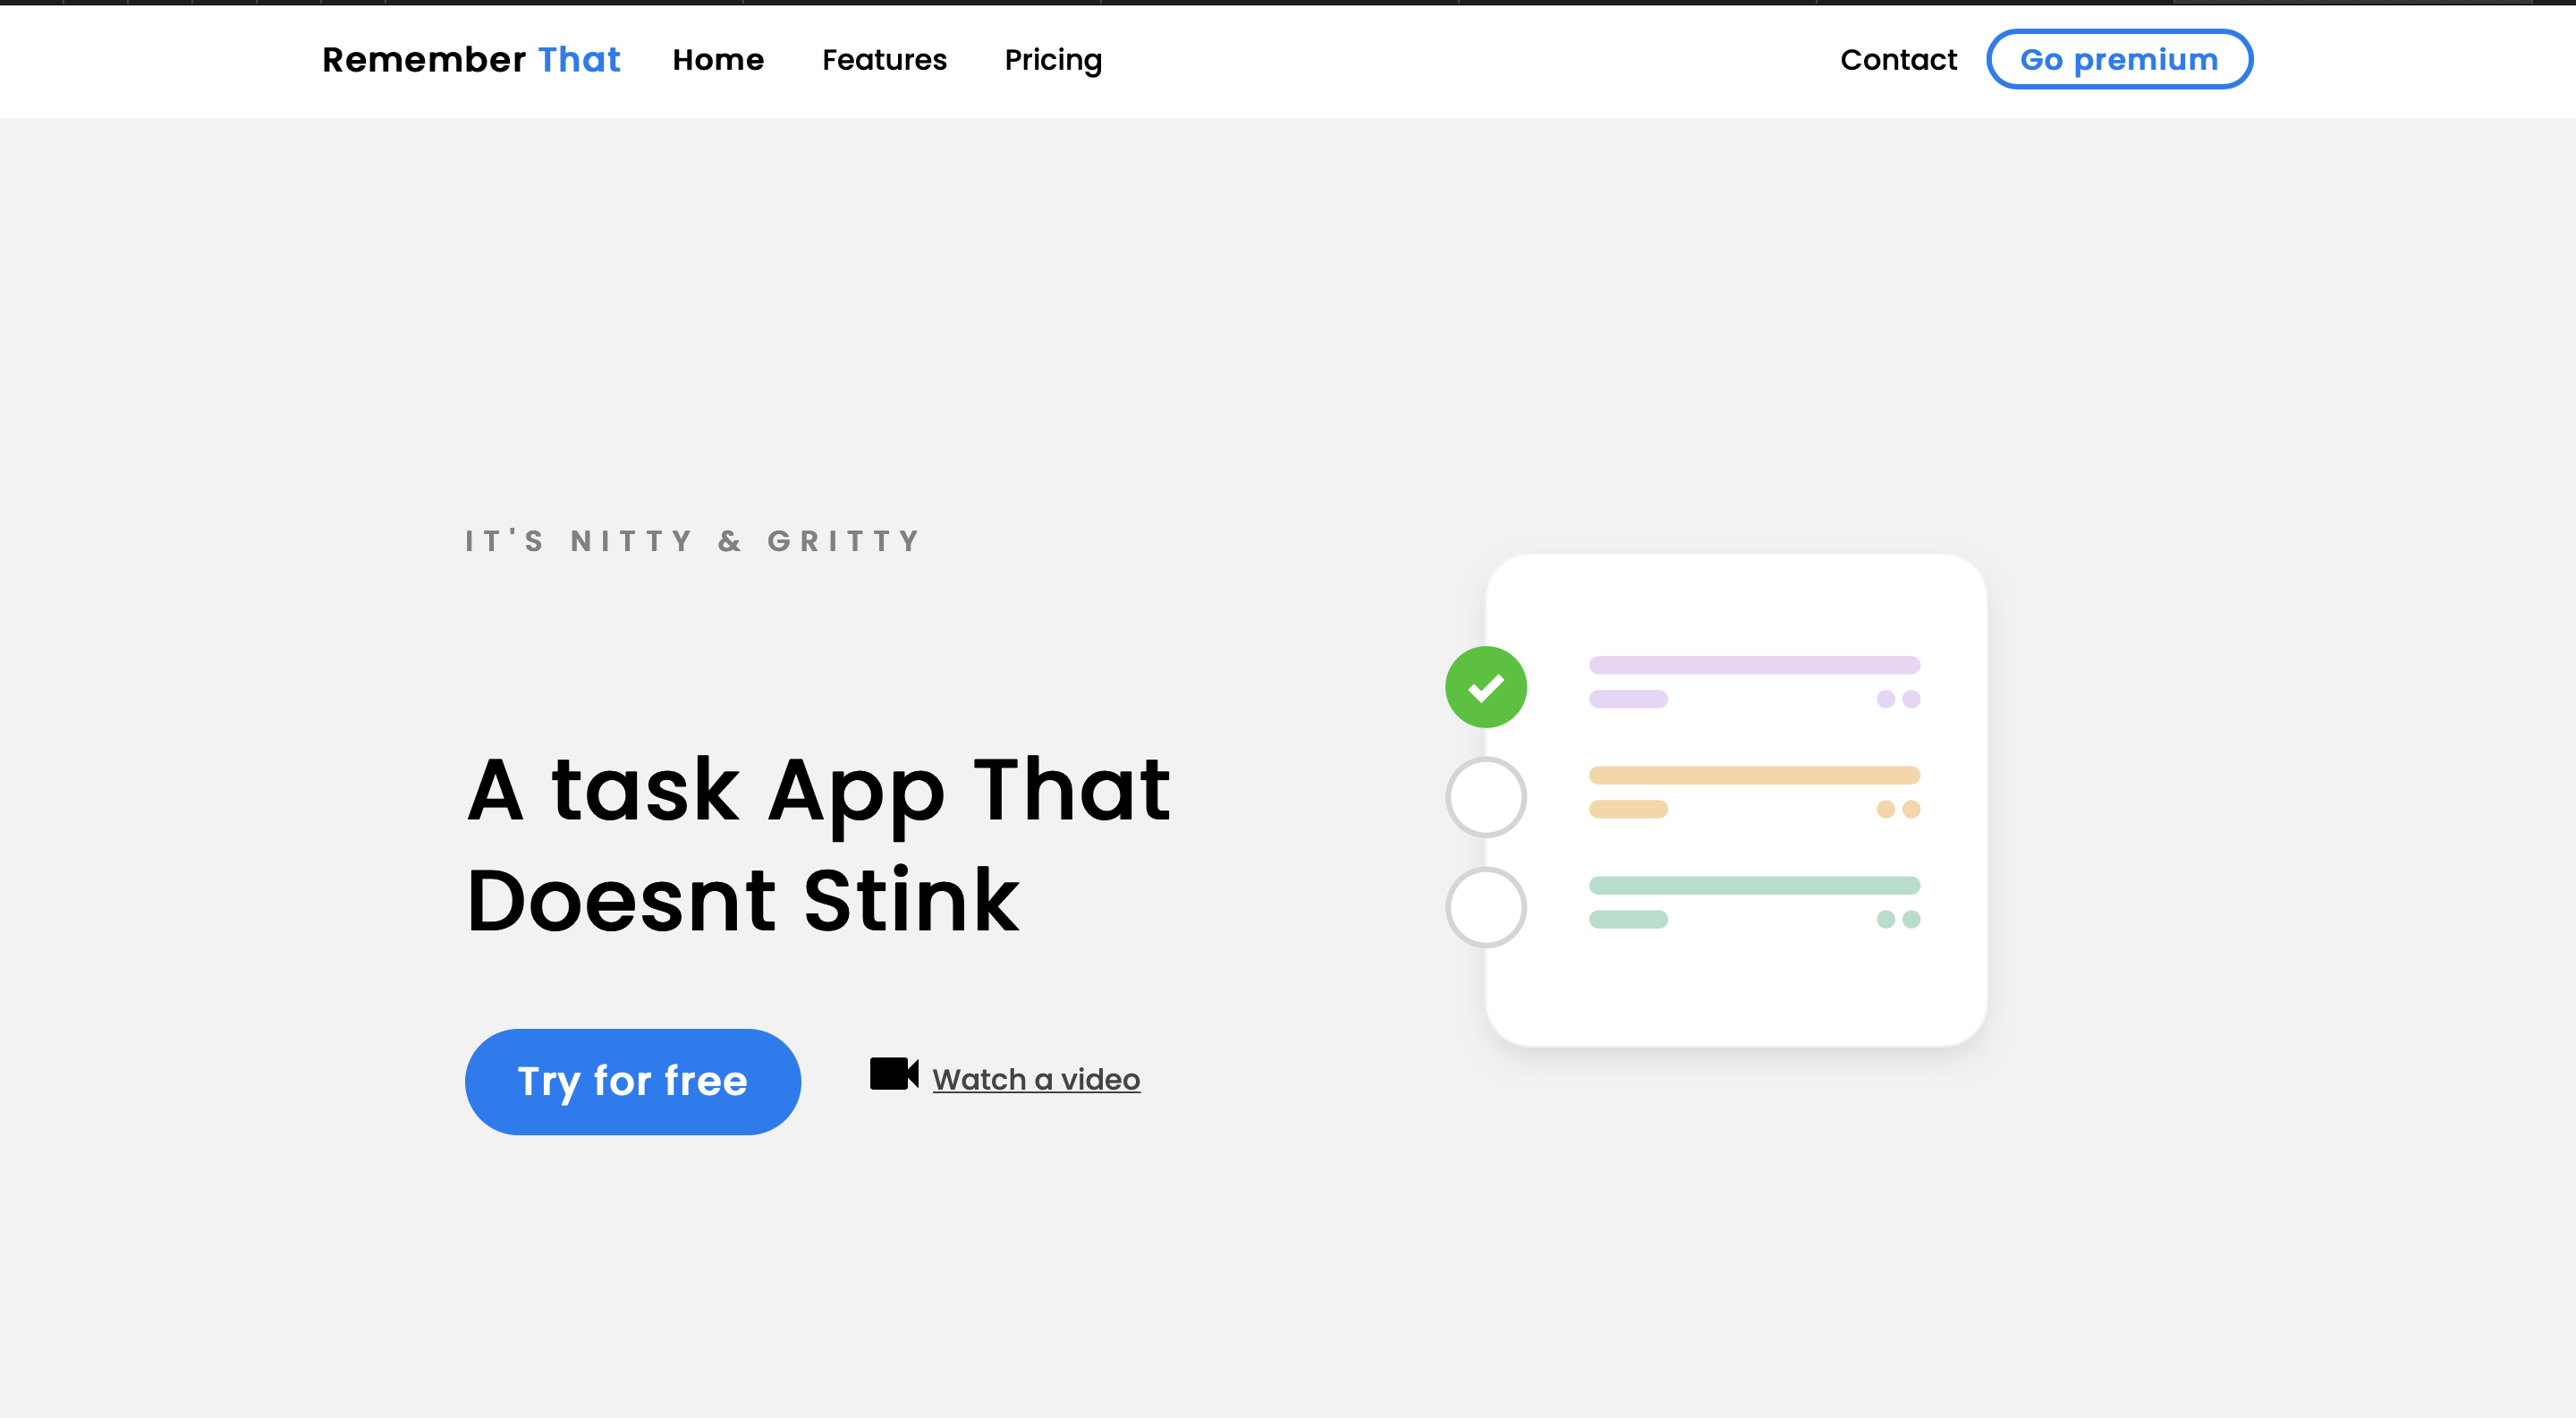 Remember That Home Features Pricing Contact Go premium
IT'S NITTY & GRITTY
A task App That
Doesnt Stink
Try for free Watch a video